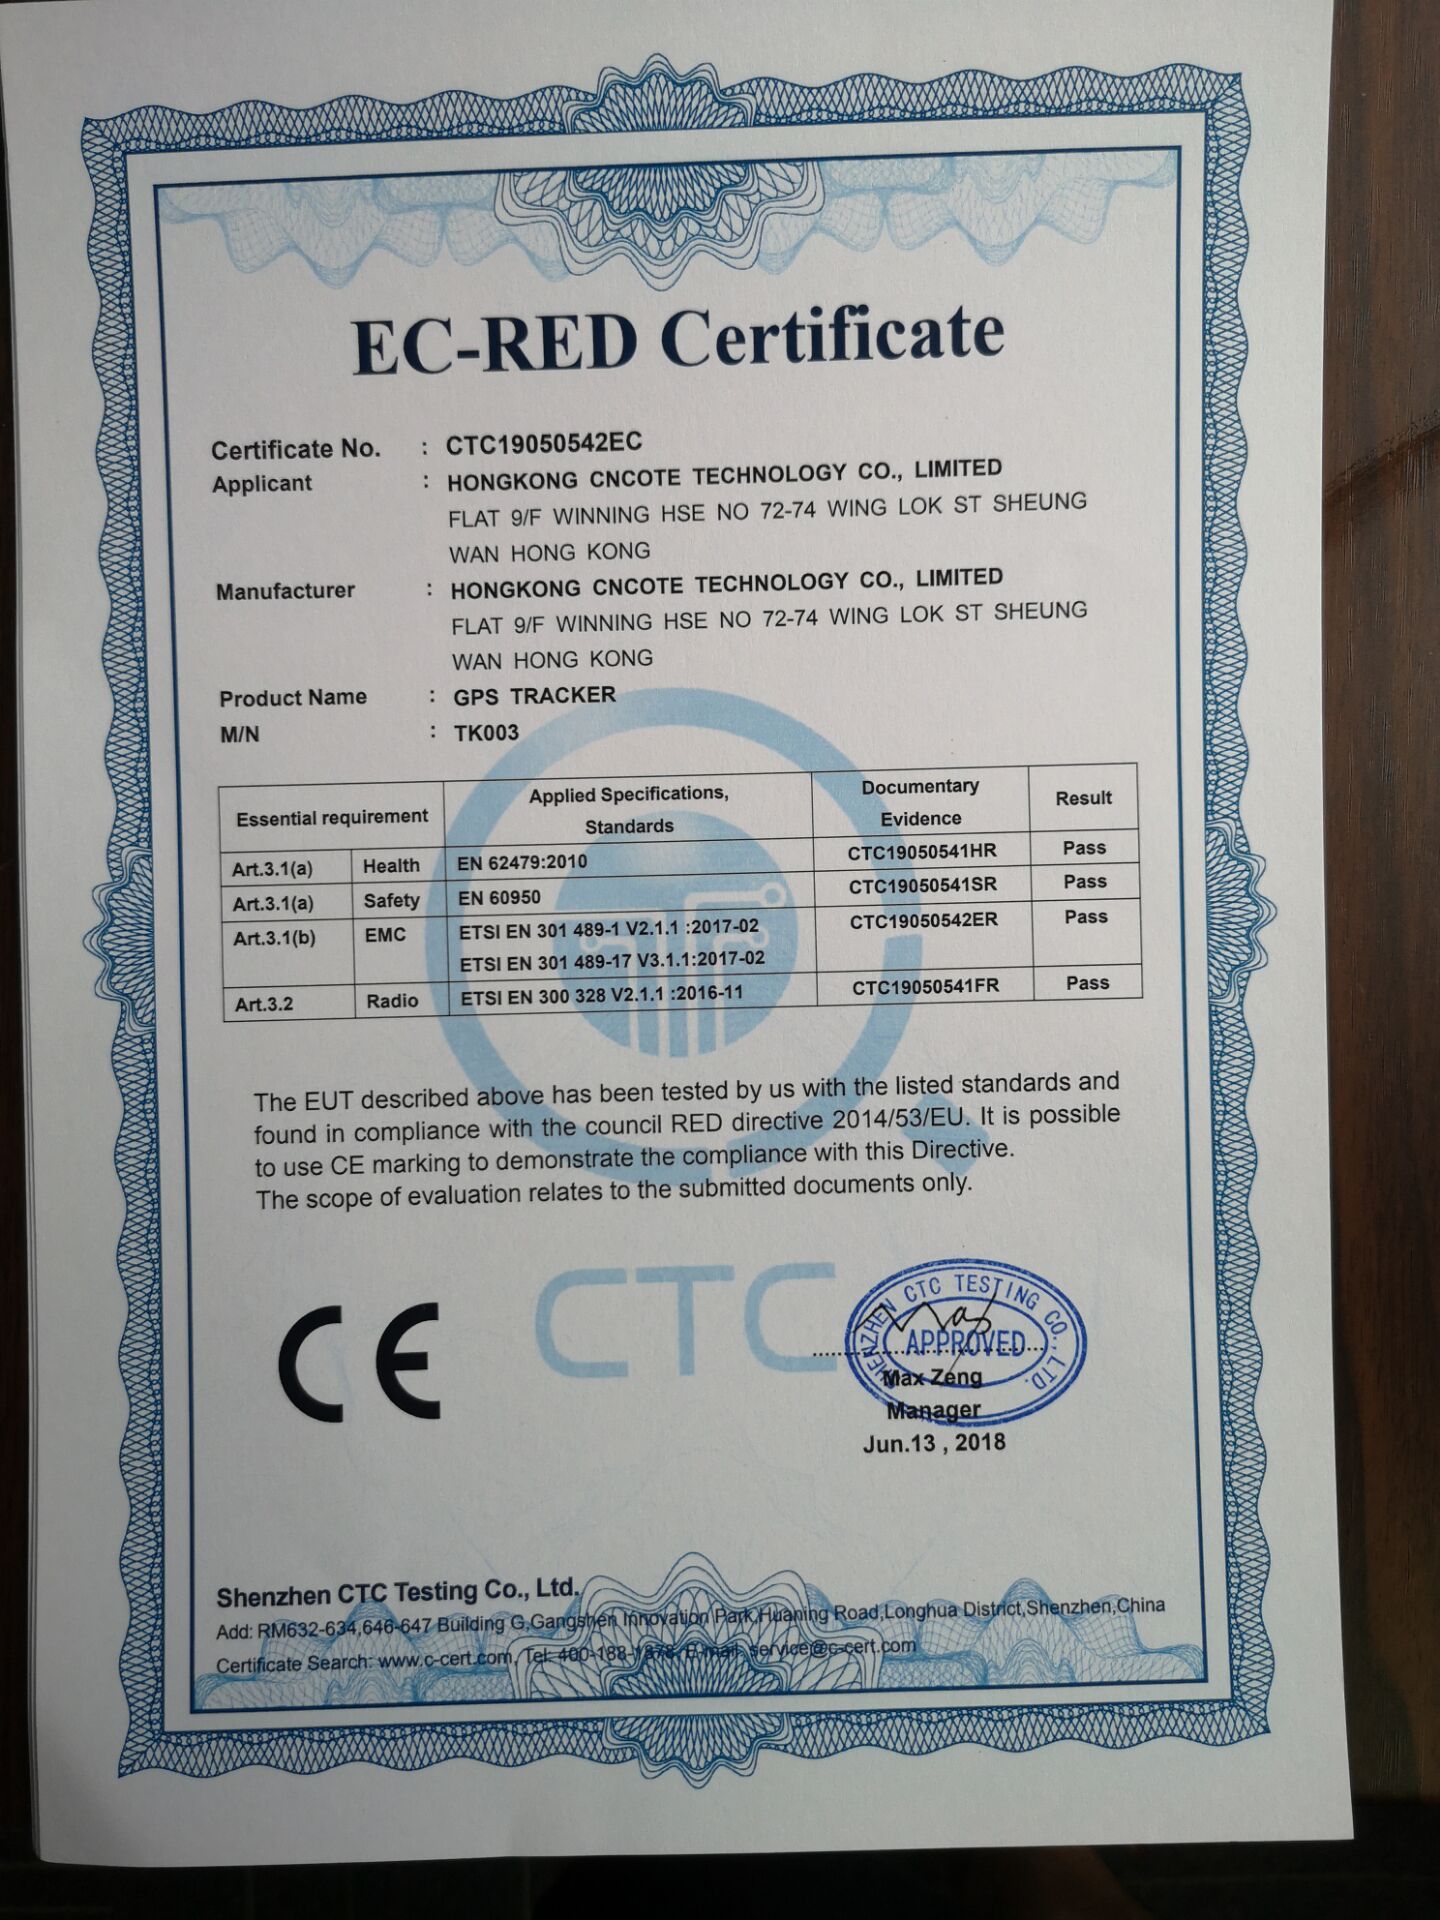 EC-RED Certificate
Certificate No. : CTC19050542EC
Applicant : HONGKONG CNCOTE TECHNOLOGY CO., LIMITED
FLAT 9/F WINNING HSE NO 72-74 WING LOK ST SHEUNG
WAN HONG KONG
Manufacturer : HONGKONG CNCOTE TECHNOLOGY CO., LIMITED
FLAT 9/F WINNING HSE NO 72-74 WING LOK ST SHEUNG
WAN HONG KONG
Product Name : GPS TRACKER
M/N : TK003
Essential requirement Applied Specifications, Standards Documentary Evidence Result
Art.3.1(a) Health EN 62479:2010 CTC19050541HR Pass
Art.3.1(a) Safety EN 60950 CTC19050541SR Pass
Art.3.1(b) EMC ETSI EN 301 489-1 V2.1.1 :2017-02 CTC19050542ER Pass
ETSI EN 301 489-17 V3.1.1:2017-02
Art.3.2 Radio ETSI EN 300 328 V2.1.1 :2016-11 CTC19050541FR Pass
The EUT described above has been tested by us with the listed standards and
found in compliance with the council RED directive 2014/53/EU. It is possible
to use CE marking to demonstrate the compliance with this Directive.
The scope of evaluation relates to the submitted documents only.
CE
CTC
SHENZHEN CTC TESTING CO., LTD.
APPROVED
Max Zeng
Manager
Jun.13 , 2018
Shenzhen CTC Testing Co., Ltd.
Add: RM632-634,646-647 Building G,Gangshen Innovation Park,Huaning Road,Longhua District,Shenzhen,China
Certificate Search: www.c-cert.com, Tel: 400-188-1878, E-mail: service@c-cert.com